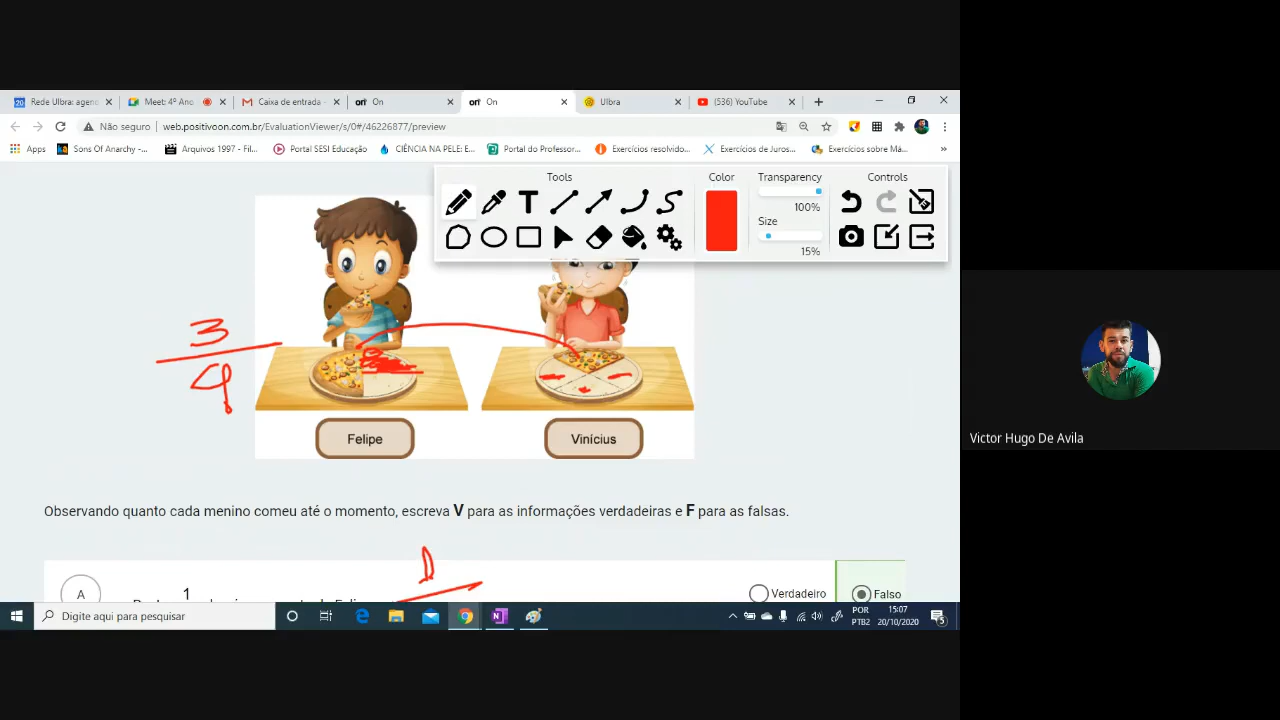 Rede Ulbra: agen
Meet: 4º Ano
Caixa de entrada -
On
On
Ulbra
(536) YouTube
Não seguro
web.positivoon.com.br/EvaluationViewer/s/0#/46226877/preview
Apps
Sons Of Anarchy -...
Arquivos 1997 - Fil...
Portal SESI Educação
CIÊNCIA NA PELE: E...
Portal do Professor...
Exercícios resolvido...
Exercícios de Juros...
Exercícios sobre Má...
Tools
Color
Transparency
Controls
100%
Size
15%
3
4
Felipe
Vinícius
Victor Hugo De Avila
Observando quanto cada menino comeu até o momento, escreva V para as informações verdadeiras e F para as falsas.
A
1
Verdadeiro
Falso
Digite aqui para pesquisar
POR
PTB2
15:07
20/10/2020
5